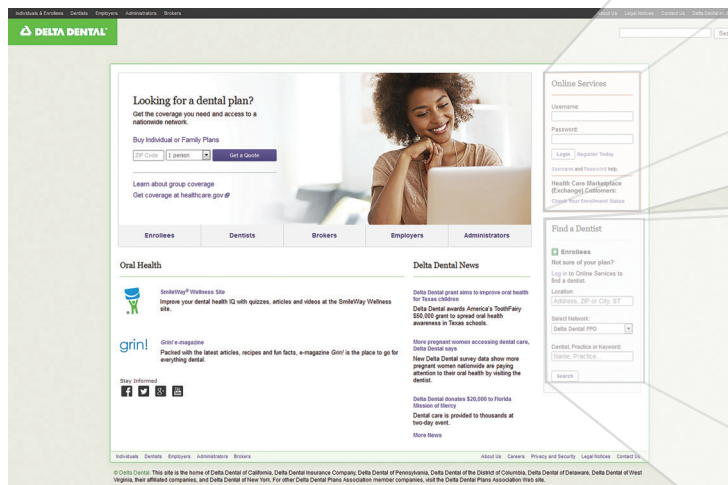 Individuals & Enrollees Dentists Employers Administrators Brokers
About Us Legal Notices Contact Us Delta Dental
DELTA DENTAL
Looking for a dental plan?
Get the coverage you need and access to a
nationwide network.
Buy Individual or Family Plans
ZIP Code 1 person Get a Quote
Learn about group coverage
Get coverage at healthcare.gov
Enrollees Dentists Brokers Employers Administrators
Online Services
Username:
Password:
Login Register Today
Username and Password help.
Health Care Marketplace
(Exchange) Customers:
Check Your Enrollment Status
Find a Dentist
Enrollees
Not sure of your plan?
Log in to Online Services to
find a dentist.
Location:
Address, ZIP or City, ST
Select Network:
Delta Dental PPO
Dentist, Practice or Keyword:
Name, Practice...
Search
Oral Health
SmileWay® Wellness Site
Improve your dental health IQ with quizzes, articles and videos at the SmileWay Wellness
site.
grin!
Grin! e-magazine
Packed with the latest articles, recipes and fun facts, e-magazine Grin! is the place to go for
everything dental.
Stay Informed
Delta Dental News
Delta Dental grant aims to improve oral health
for Texas children
Delta Dental awards America's ToothFairy
$50,000 grant to spread oral health
awareness in Texas schools.
More pregnant women accessing dental care,
Delta Dental says
New Delta Dental survey data show more
pregnant women nationwide are paying
attention to their oral health by visiting the
dentist.
Delta Dental donates $20,000 to Florida
Mission of Mercy
Dental care is provided to thousands at
two-day event.
More News
Individuals Dentists Employers Administrators Brokers
About Us Careers Privacy and Security Legal Notices Contact Us
© Delta Dental. This site is the home of Delta Dental of California, Delta Dental Insurance Company, Delta Dental of Pennsylvania, Delta Dental of the District of Columbia, Delta Dental of Delaware, Delta Dental of West
Virginia, their affiliated companies, and Delta Dental of New York. For other Delta Dental Plans Association member companies, visit the Delta Dental Plans Association Web site.